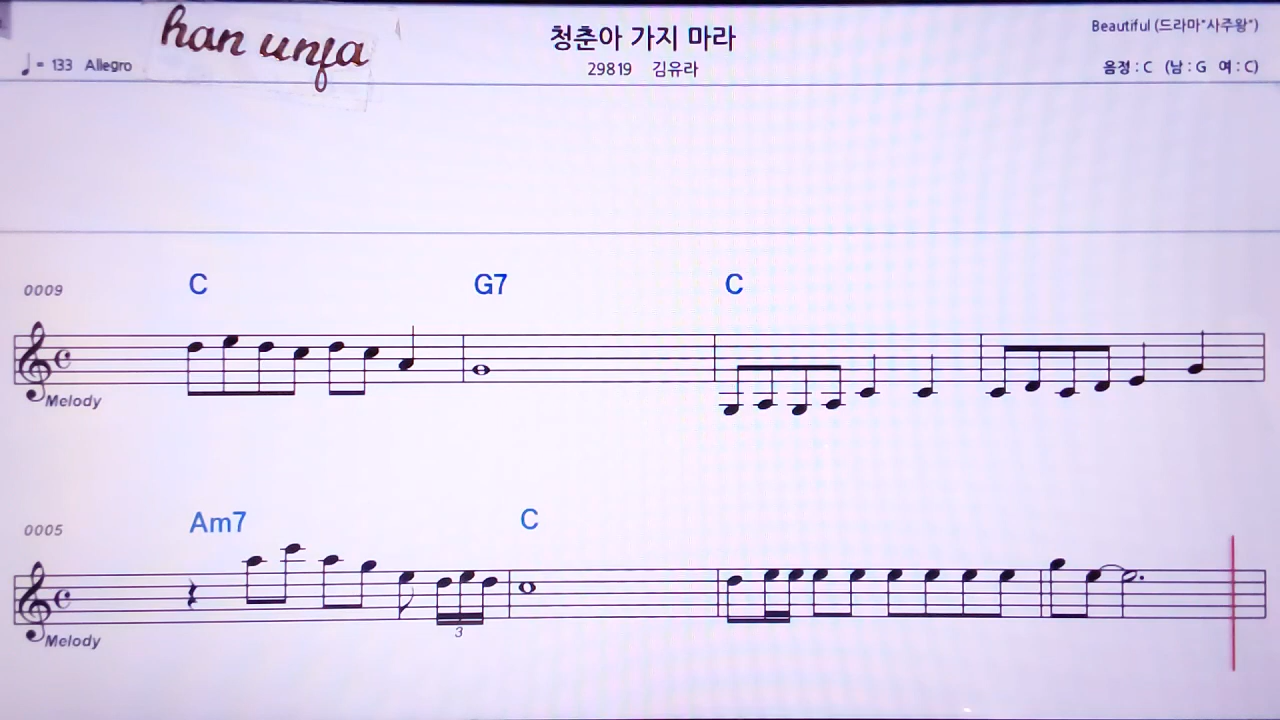 han unja
청춘아 가지 마라
Beautiful (드라마"사주왕")
♩ = 133 Allegro
29819 김유라
음정 : C (남 : G 여 : C)
0009
C G7 C
Melody
0005
Am7 C
Melody
3